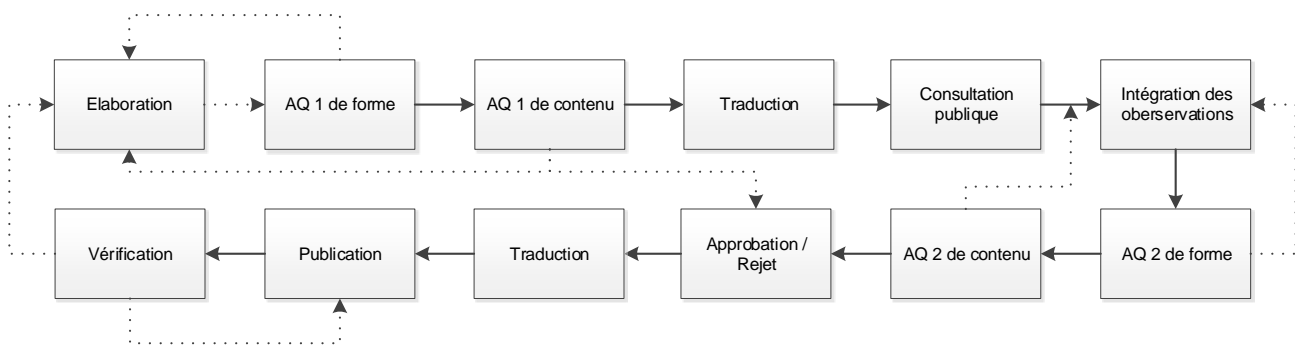 Elaboration
AQ 1 de forme
AQ 1 de contenu
Traduction
Consultation
publique
Intégration des
oberservations
Vérification
Publication
Traduction
Approbation /
Rejet
AQ 2 de contenu
AQ 2 de forme